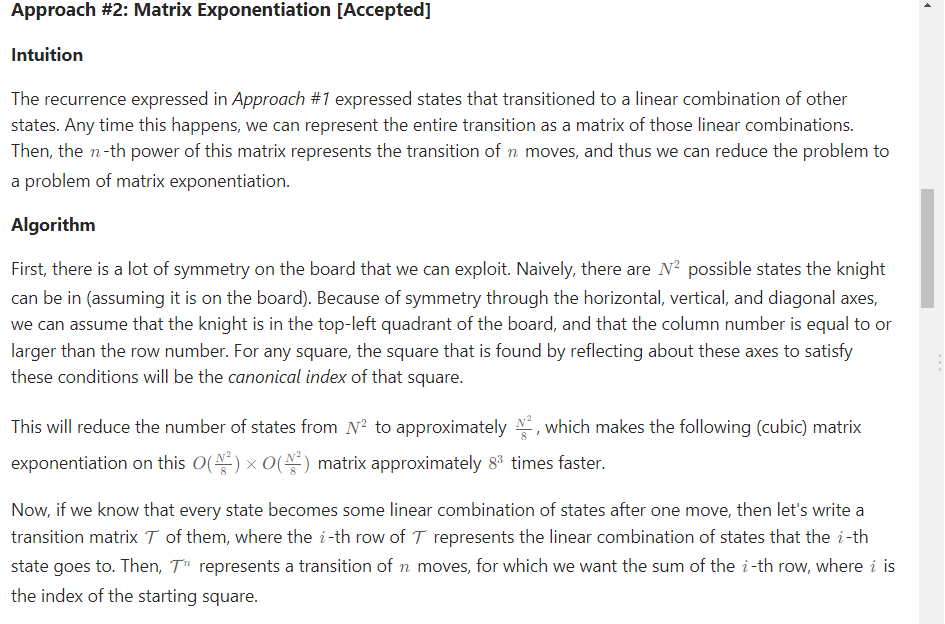 Approach #2: Matrix Exponentiation [Accepted]
Intuition
The recurrence expressed in Approach #1 expressed states that transitioned to a linear combination of other
states. Any time this happens, we can represent the entire transition as a matrix of those linear combinations.
Then, the n-th power of this matrix represents the transition of n moves, and thus we can reduce the problem to
a problem of matrix exponentiation.
Algorithm
First, there is a lot of symmetry on the board that we can exploit. Naively, there are N² possible states the knight
can be in (assuming it is on the board). Because of symmetry through the horizontal, vertical, and diagonal axes,
we can assume that the knight is in the top-left quadrant of the board, and that the column number is equal to or
larger than the row number. For any square, the square that is found by reflecting about these axes to satisfy
these conditions will be the canonical index of that square.
This will reduce the number of states from N² to approximately N²/8, which makes the following (cubic) matrix
exponentiation on this O(N²/8) × O(N²/8) matrix approximately 8³ times faster.
Now, if we know that every state becomes some linear combination of states after one move, then let's write a
transition matrix 𝒯 of them, where the i-th row of 𝒯 represents the linear combination of states that the i-th
state goes to. Then, 𝒯ⁿ represents a transition of n moves, for which we want the sum of the i-th row, where i is
the index of the starting square.